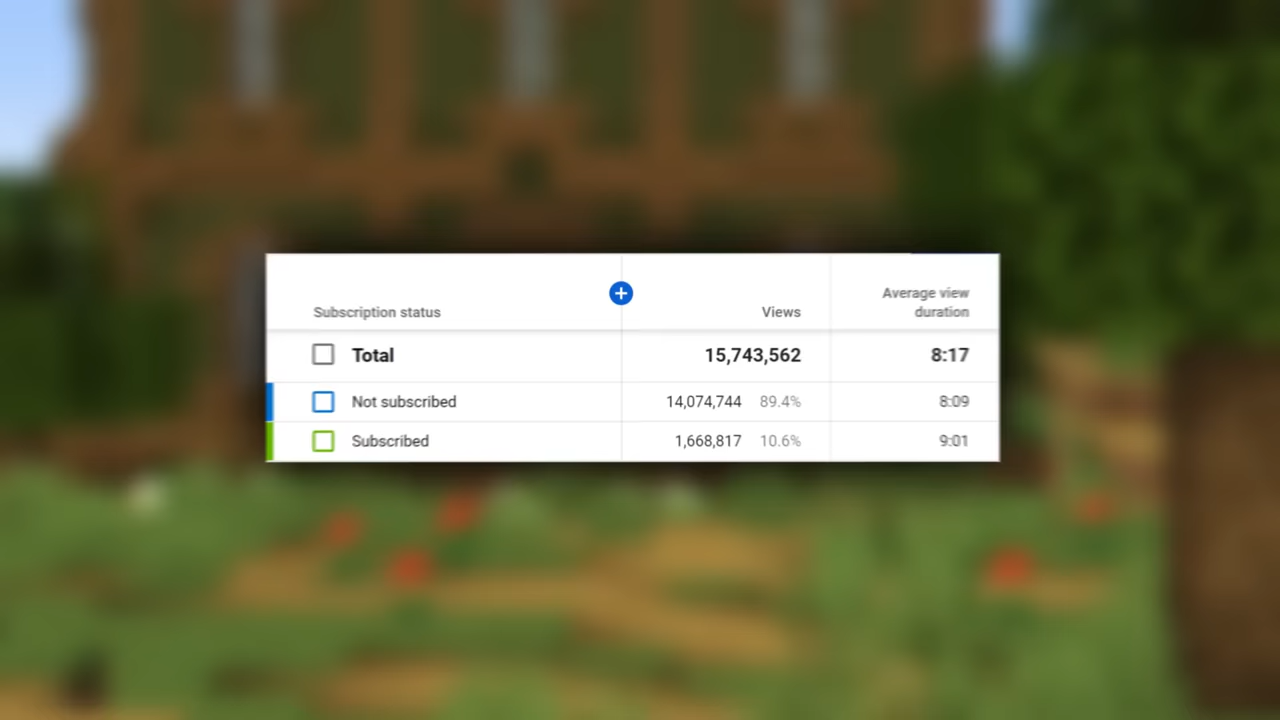 Subscription status Views Average view duration
Total 15,743,562 8:17
Not subscribed 14,074,744 89.4% 8:09
Subscribed 1,668,817 10.6% 9:01